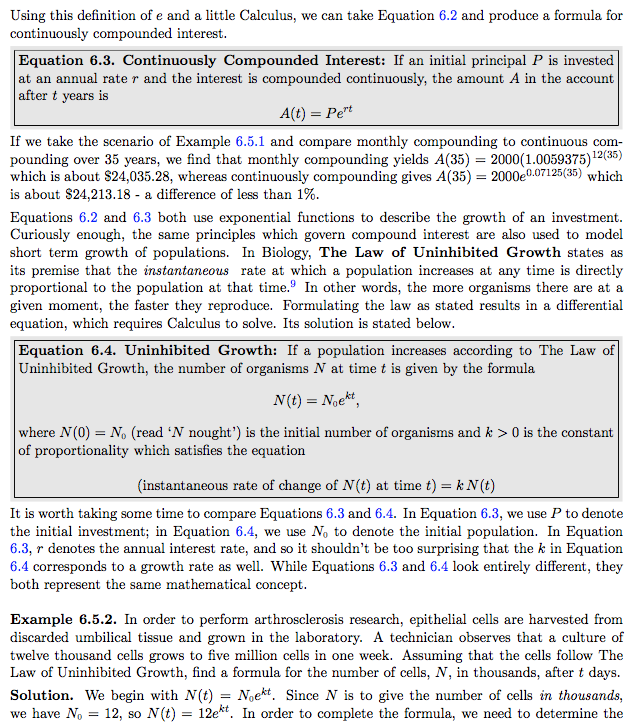 Using this definition of e and a little Calculus, we can take Equation 6.2 and produce a formula for
continuously compounded interest.
Equation 6.3. Continuously Compounded Interest: If an initial principal P is invested
at an annual rate r and the interest is compounded continuously, the amount A in the account
after t years is
A(t) = Pe^{rt}
If we take the scenario of Example 6.5.1 and compare monthly compounding to continuous com-
pounding over 35 years, we find that monthly compounding yields A(35) = 2000(1.0059375)^{12(35)}
which is about $24,035.28, whereas continuously compounding gives A(35) = 2000e^{0.07125(35)} which
is about $24,213.18 - a difference of less than 1%.
Equations 6.2 and 6.3 both use exponential functions to describe the growth of an investment.
Curiously enough, the same principles which govern compound interest are also used to model
short term growth of populations. In Biology, The Law of Uninhibited Growth states as
its premise that the instantaneous rate at which a population increases at any time is directly
proportional to the population at that time.⁹ In other words, the more organisms there are at a
given moment, the faster they reproduce. Formulating the law as stated results in a differential
equation, which requires Calculus to solve. Its solution is stated below.
Equation 6.4. Uninhibited Growth: If a population increases according to The Law of
Uninhibited Growth, the number of organisms N at time t is given by the formula
N(t) = N₀e^{kt},
where N(0) = N₀ (read ‘N nought’) is the initial number of organisms and k > 0 is the constant
of proportionality which satisfies the equation
(instantaneous rate of change of N(t) at time t) = k N(t)
It is worth taking some time to compare Equations 6.3 and 6.4. In Equation 6.3, we use P to denote
the initial investment; in Equation 6.4, we use N₀ to denote the initial population. In Equation
6.3, r denotes the annual interest rate, and so it shouldn’t be too surprising that the k in Equation
6.4 corresponds to a growth rate as well. While Equations 6.3 and 6.4 look entirely different, they
both represent the same mathematical concept.
Example 6.5.2. In order to perform arthrosclerosis research, epithelial cells are harvested from
discarded umbilical tissue and grown in the laboratory. A technician observes that a culture of
twelve thousand cells grows to five million cells in one week. Assuming that the cells follow The
Law of Uninhibited Growth, find a formula for the number of cells, N, in thousands, after t days.
Solution. We begin with N(t) = N₀e^{kt}. Since N is to give the number of cells in thousands,
we have N₀ = 12, so N(t) = 12e^{kt}. In order to complete the formula, we need to determine the